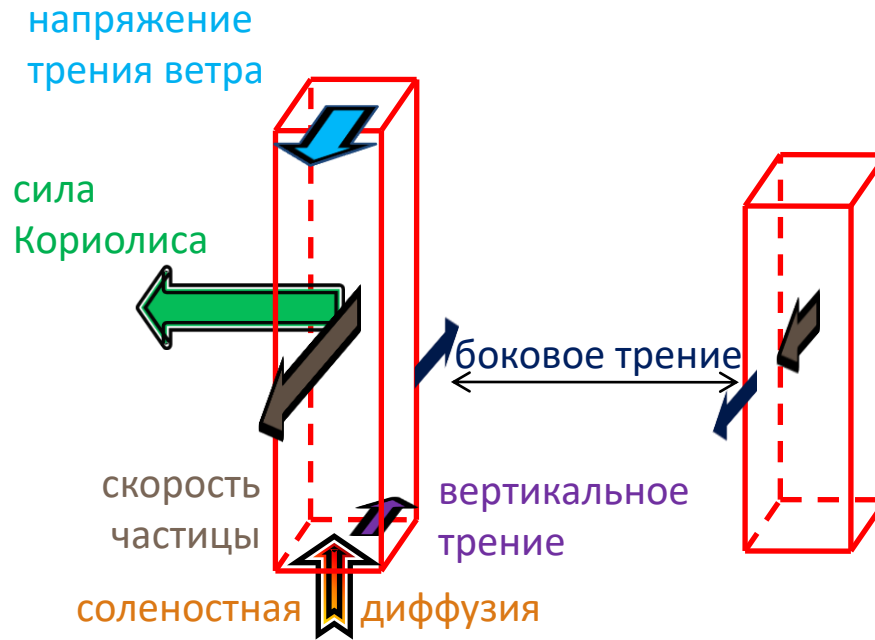 напряжение
трения ветра
сила
Кориолиса
боковое трение
скорость
частицы
вертикальное
трение
соленостная диффузия